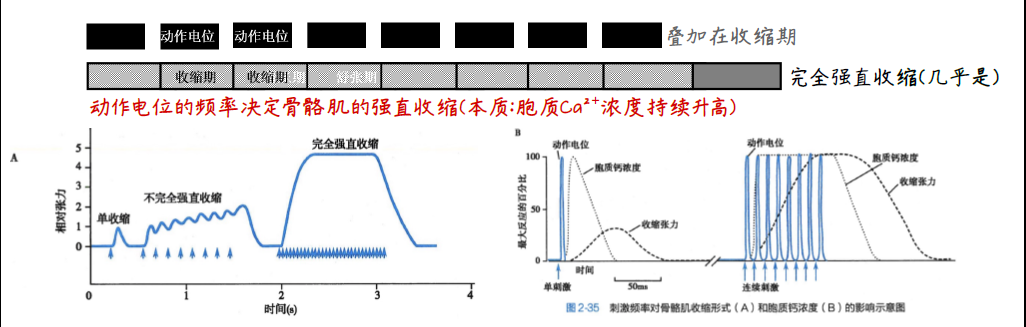 动作电位 动作电位 叠加在收缩期
收缩期 收缩期 期 舒张期 完全强直收缩(几乎是)
动作电位的频率决定骨骼肌的强直收缩(本质:胞质Ca²⁺浓度持续升高)
A
相对张力
5
4
3
2
1
0
完全强直收缩
不完全强直收缩
单收缩
0 1 2 3 4
时间(s)
B
最大反应的百分比
100
50
0
动作电位
胞质钙浓度
收缩张力
时间
50ms
单刺激
动作电位
胞质钙浓度
收缩张力
连续刺激
图2-35 刺激频率对骨骼肌收缩形式(A)和胞质钙浓度(B)的影响示意图